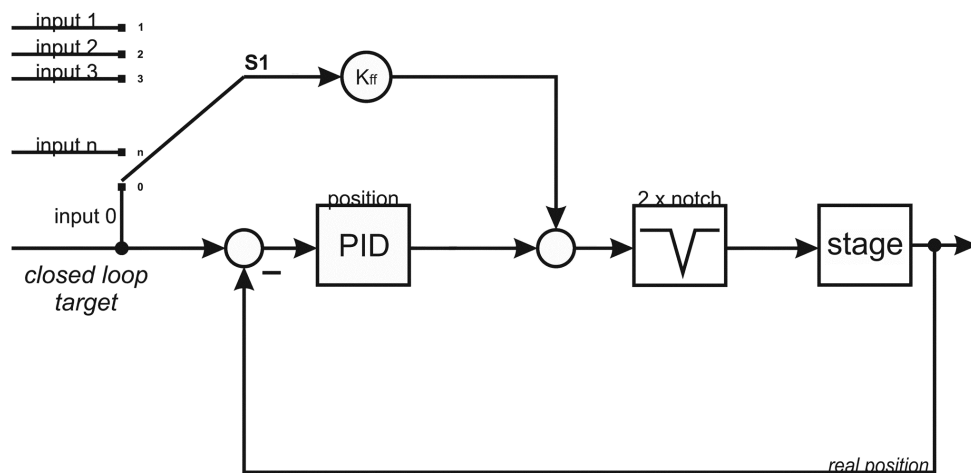 input 1 1
input 2 2
input 3 3
S1
Kff
input n n
0
input 0
position
2 x notch
PID
stage
closed loop
target
real position